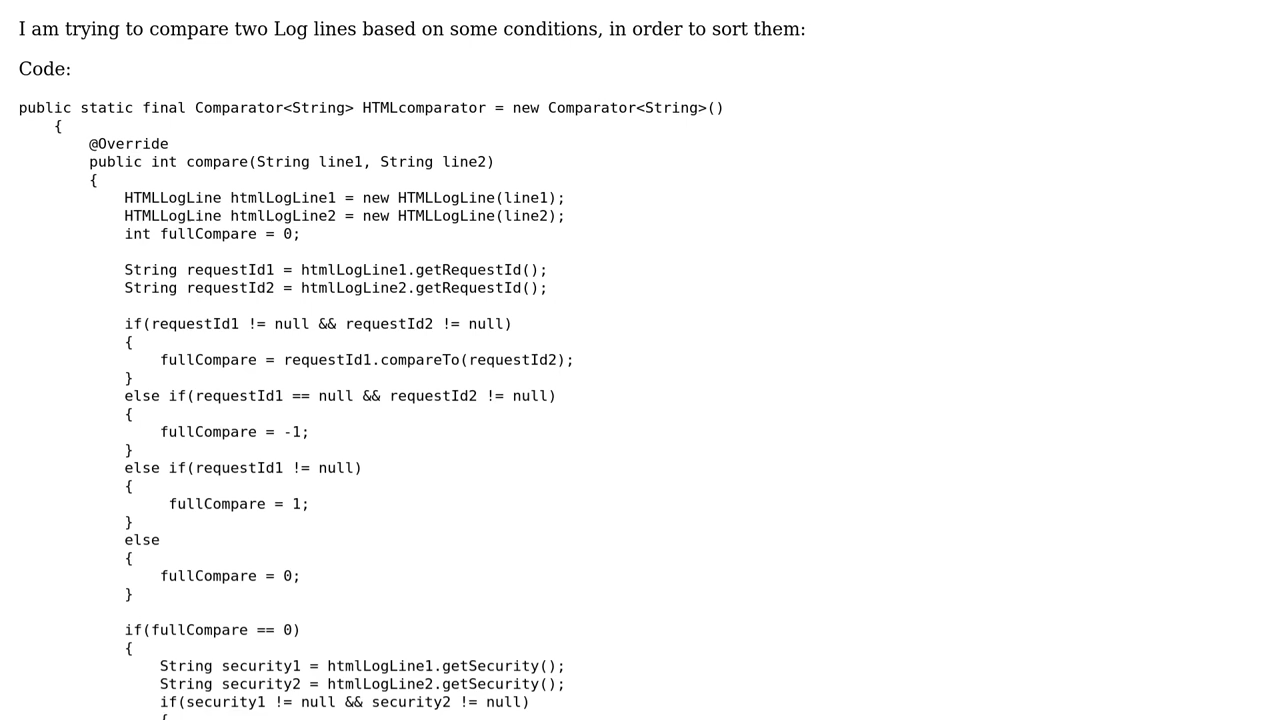 I am trying to compare two Log lines based on some conditions, in order to sort them:
Code:
public static final Comparator<String> HTMLcomparator = new Comparator<String>()
    {
        @Override
        public int compare(String line1, String line2)
        {
            HTMLLogLine htmlLogLine1 = new HTMLLogLine(line1);
            HTMLLogLine htmlLogLine2 = new HTMLLogLine(line2);
            int fullCompare = 0;

            String requestId1 = htmlLogLine1.getRequestId();
            String requestId2 = htmlLogLine2.getRequestId();

            if(requestId1 != null && requestId2 != null)
            {
                fullCompare = requestId1.compareTo(requestId2);
            }
            else if(requestId1 == null && requestId2 != null)
            {
                fullCompare = -1;
            }
            else if(requestId1 != null)
            {
                 fullCompare = 1;
            }
            else
            {
                fullCompare = 0;
            }

            if(fullCompare == 0)
            {
                String security1 = htmlLogLine1.getSecurity();
                String security2 = htmlLogLine2.getSecurity();
                if(security1 != null && security2 != null)
                {